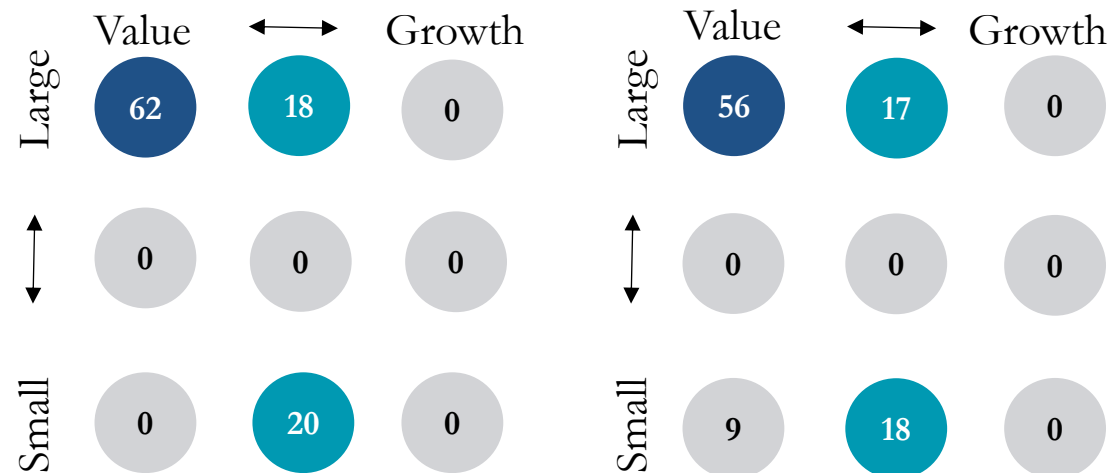 Value Growth Value Growth
Large 62 18 0 Large 56 17 0
0 0 0 0 0 0
Small 0 20 0 Small 9 18 0